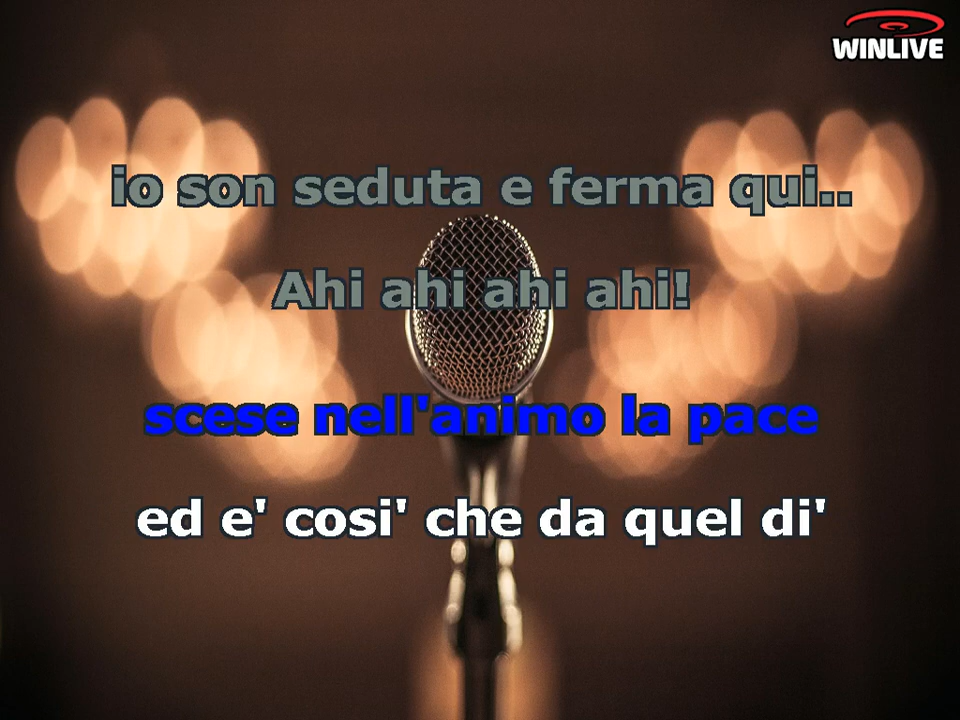 WINLIVE
io son seduta e ferma qui..
Ahi ahi ahi ahi!
scese nell'animo la pace
ed e' cosi' che da quel di'